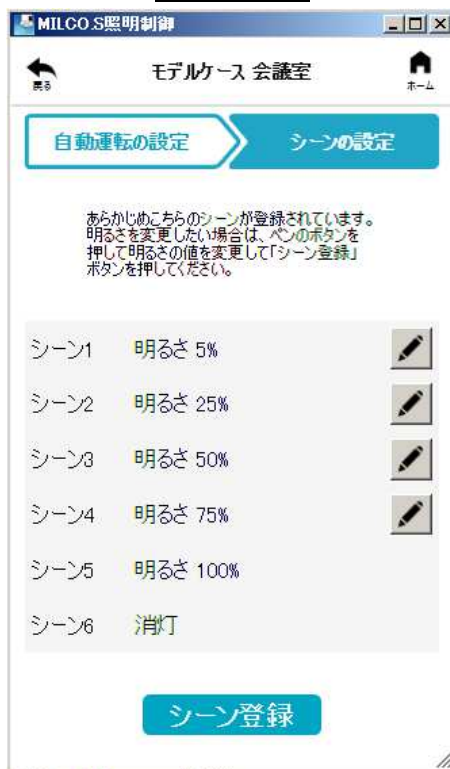 MILCO.S照明制御
戻る
モデルケース 会議室
ホーム
自動運転の設定
シーンの設定
あらかじめこちらのシーンが登録されています。
明るさを変更したい場合は、ペンのボタンを
押して明るさの値を変更して「シーン登録」
ボタンを押してください。
シーン1 明るさ 5%
シーン2 明るさ 25%
シーン3 明るさ 50%
シーン4 明るさ 75%
シーン5 明るさ 100%
シーン6 消灯
シーン登録